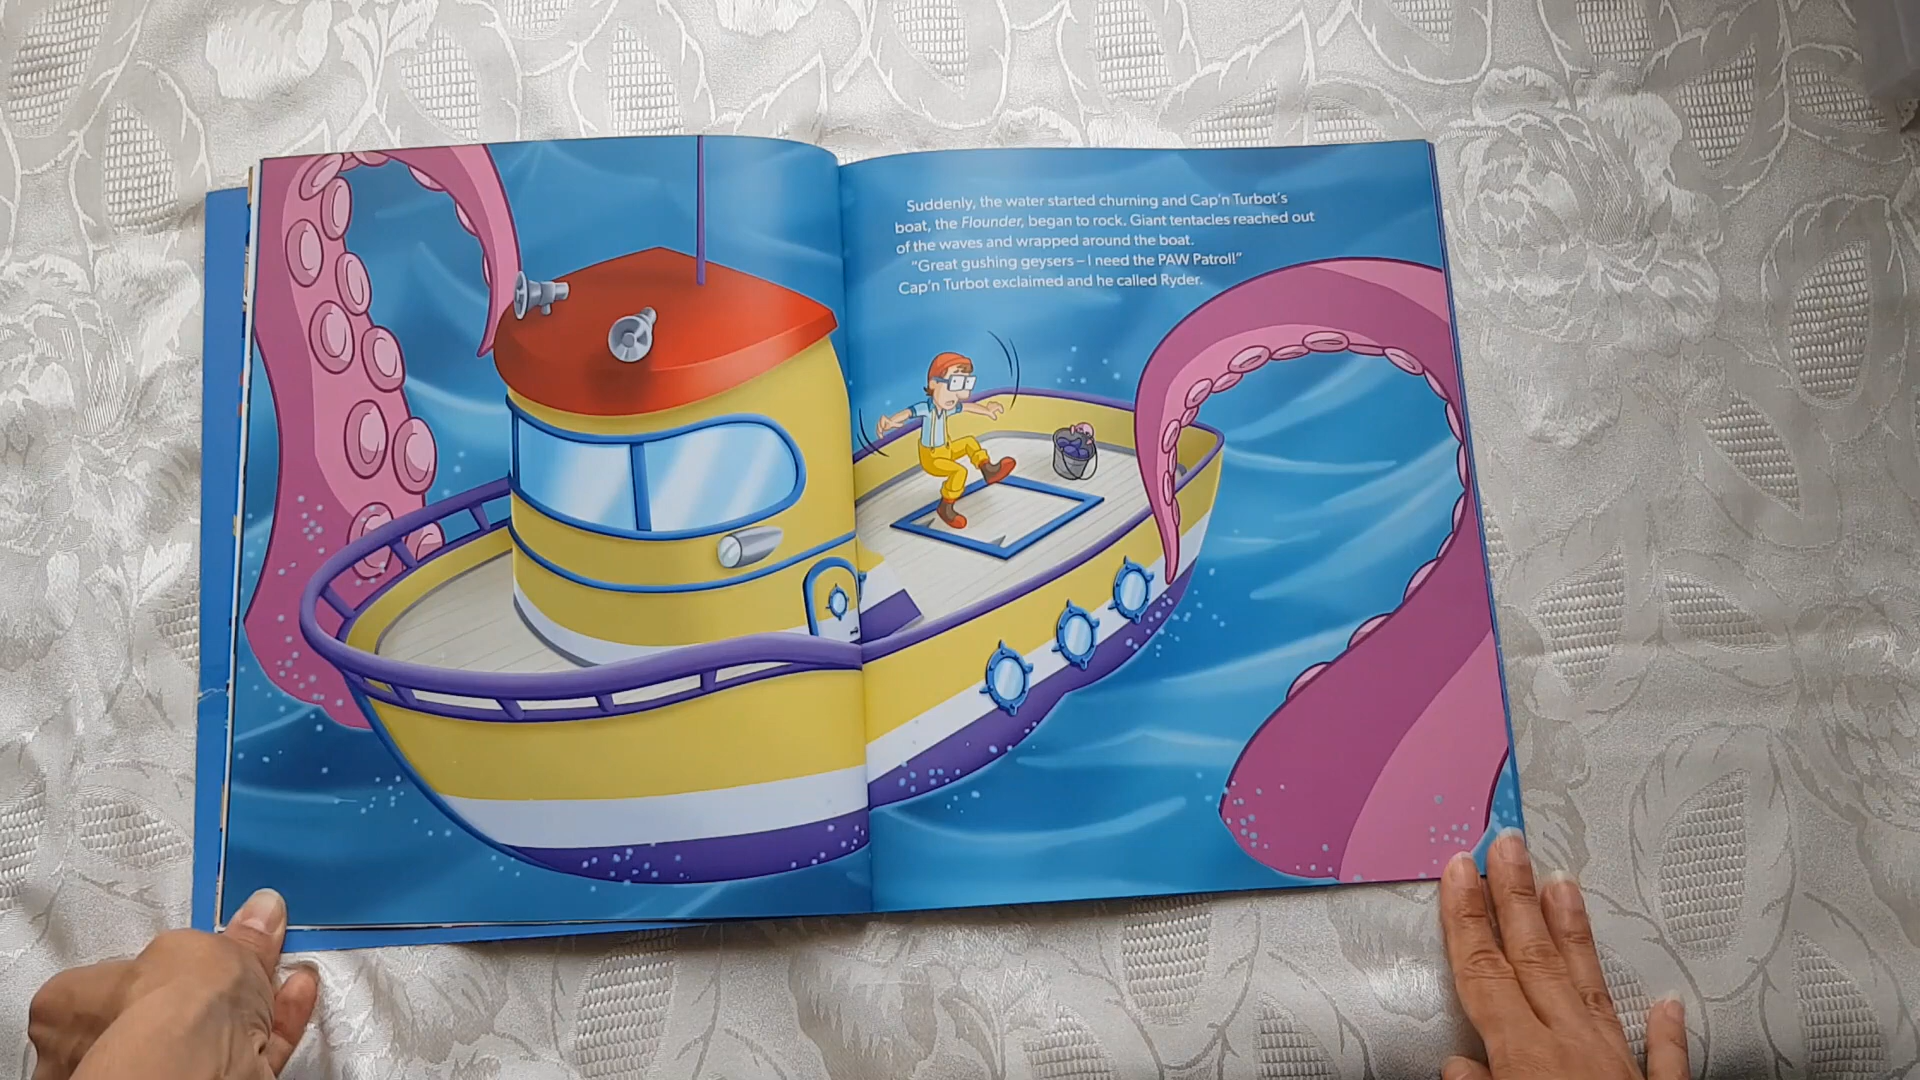 Suddenly, the water started churning and Cap'n Turbot's
boat, the Flounder, began to rock. Giant tentacles reached out
of the waves and wrapped around the boat.
"Great gushing geysers – I need the PAW Patrol!"
Cap'n Turbot exclaimed and he called Ryder.